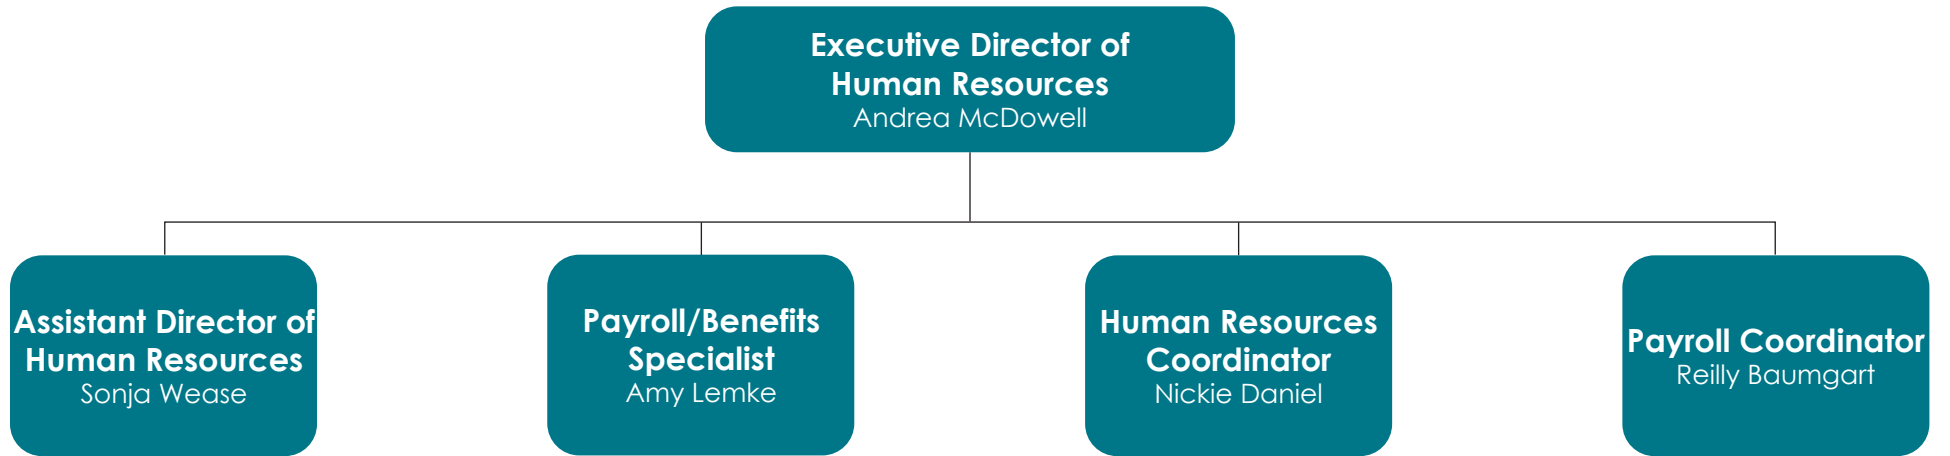 Executive Director of
Human Resources
Andrea McDowell
Assistant Director of
Human Resources
Sonja Wease
Payroll/Benefits
Specialist
Amy Lemke
Human Resources
Coordinator
Nickie Daniel
Payroll Coordinator
Reilly Baumgart